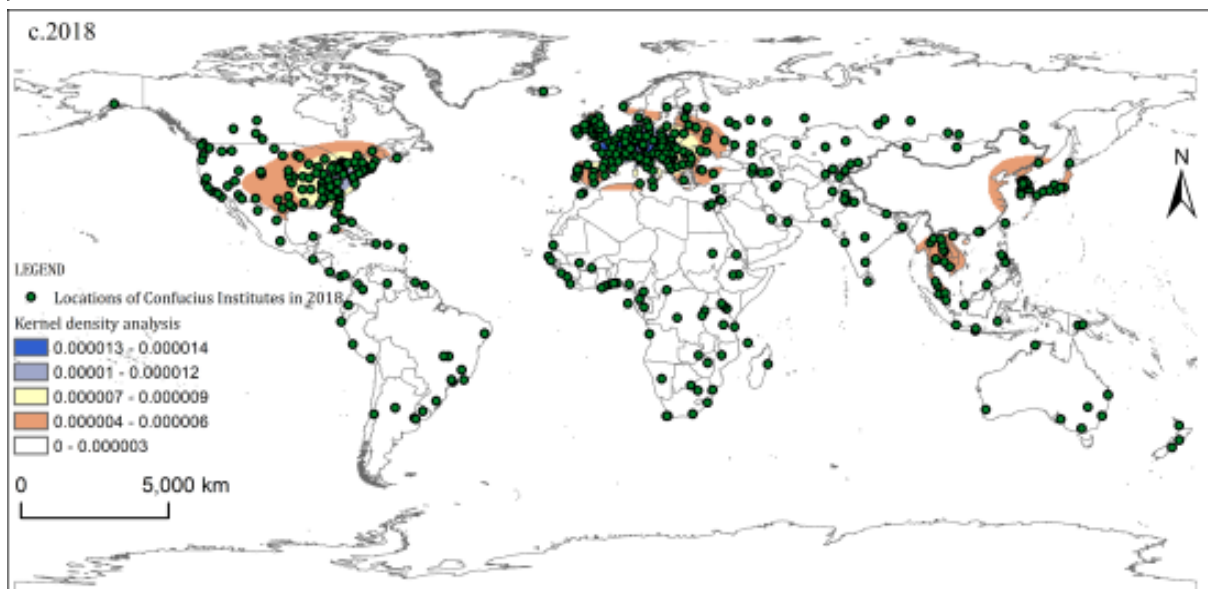 c.2018
N
LEGEND
Locations of Confucius Institutes in 2018
Kernel density analysis
0.000013 - 0.000014
0.00001 - 0.000012
0.000007 - 0.000009
0.000004 - 0.000006
0 - 0.000003
0 5,000 km